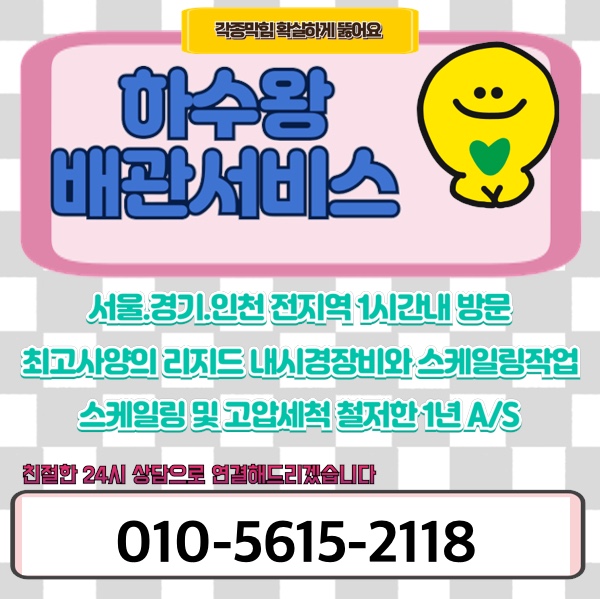 각종막힘 확실하게 뚫어요
하수왕
배관서비스
서울.경기.인천 전지역 1시간내 방문
최고사양의 리지드 내시경장비와 스케일링작업
스케일링 및 고압세척 철저한 1년 A/S
친절한 24시 상담으로 연결해드리겠습니다
010-5615-2118